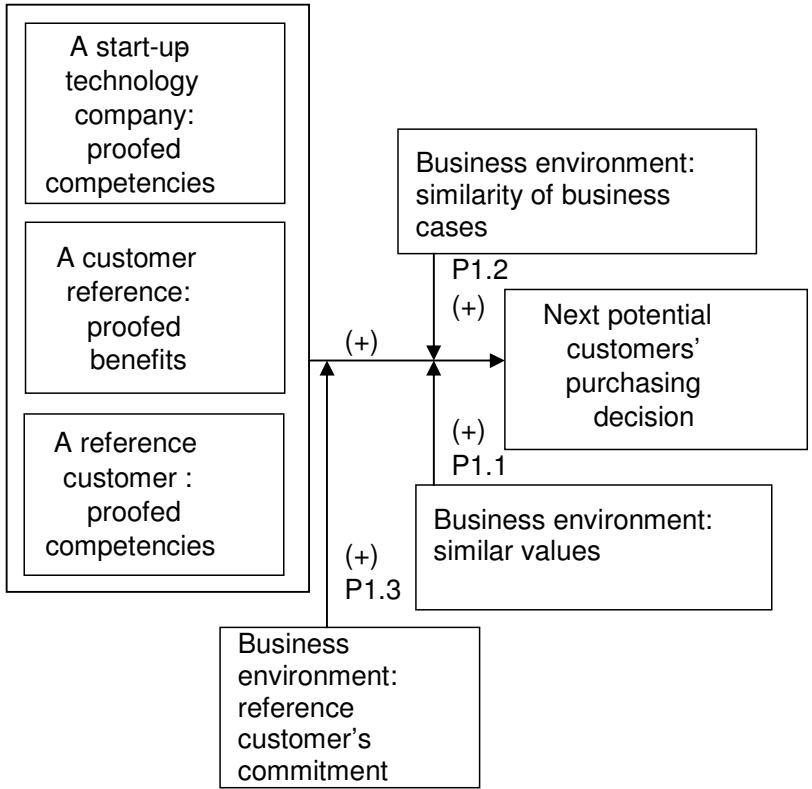 A start-up
technology
company:
proofed
competencies
A customer
reference:
proofed
benefits
A reference
customer :
proofed
competencies
(+)
Business environment:
similarity of business
cases
P1.2
(+)
Next potential
customers’
purchasing
decision
(+)
P1.1
Business environment:
similar values
(+)
P1.3
Business
environment:
reference
customer’s
commitment